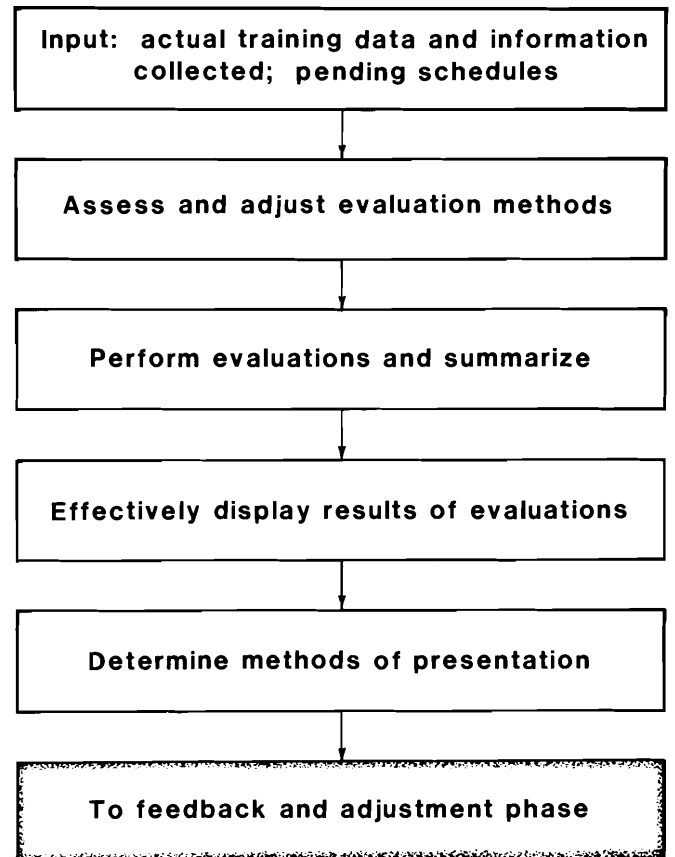 Input: actual training data and information
collected; pending schedules
Assess and adjust evaluation methods
Perform evaluations and summarize
Effectively display results of evaluations
Determine methods of presentation
To feedback and adjustment phase